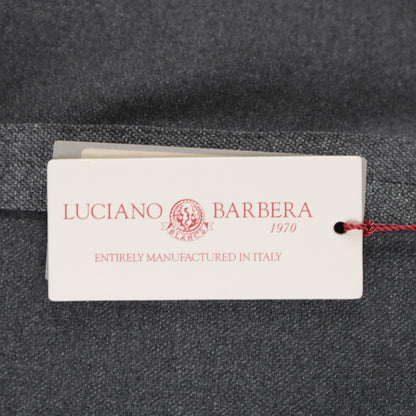 LUCIANO BARBERA
1970
ENTIRELY MANUFACTURED IN ITALY